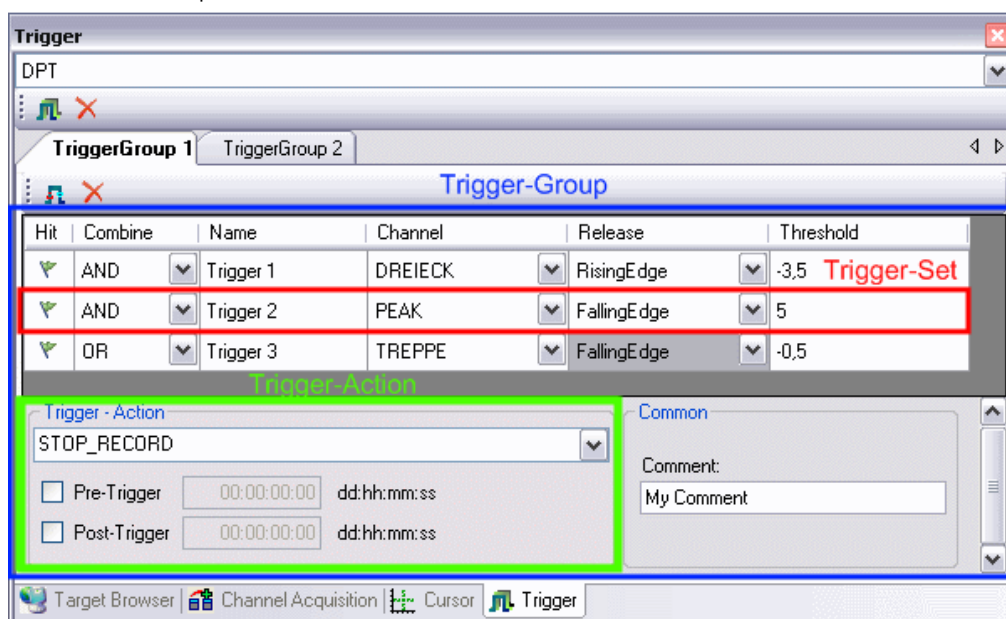 Trigger
DPT
TriggerGroup 1 TriggerGroup 2
Trigger-Group
Hit Combine Name Channel Release Threshold
AND Trigger 1 DREIECK RisingEdge -3,5 Trigger-Set
AND Trigger 2 PEAK FallingEdge 5
OR Trigger 3 TREPPE FallingEdge -0,5
Trigger-Action
Trigger - Action Common
STOP_RECORD
Comment:
Pre-Trigger 00:00:00:00 dd:hh:mm:ss My Comment
Post-Trigger 00:00:00:00 dd:hh:mm:ss
Target Browser Channel Acquisition Cursor Trigger